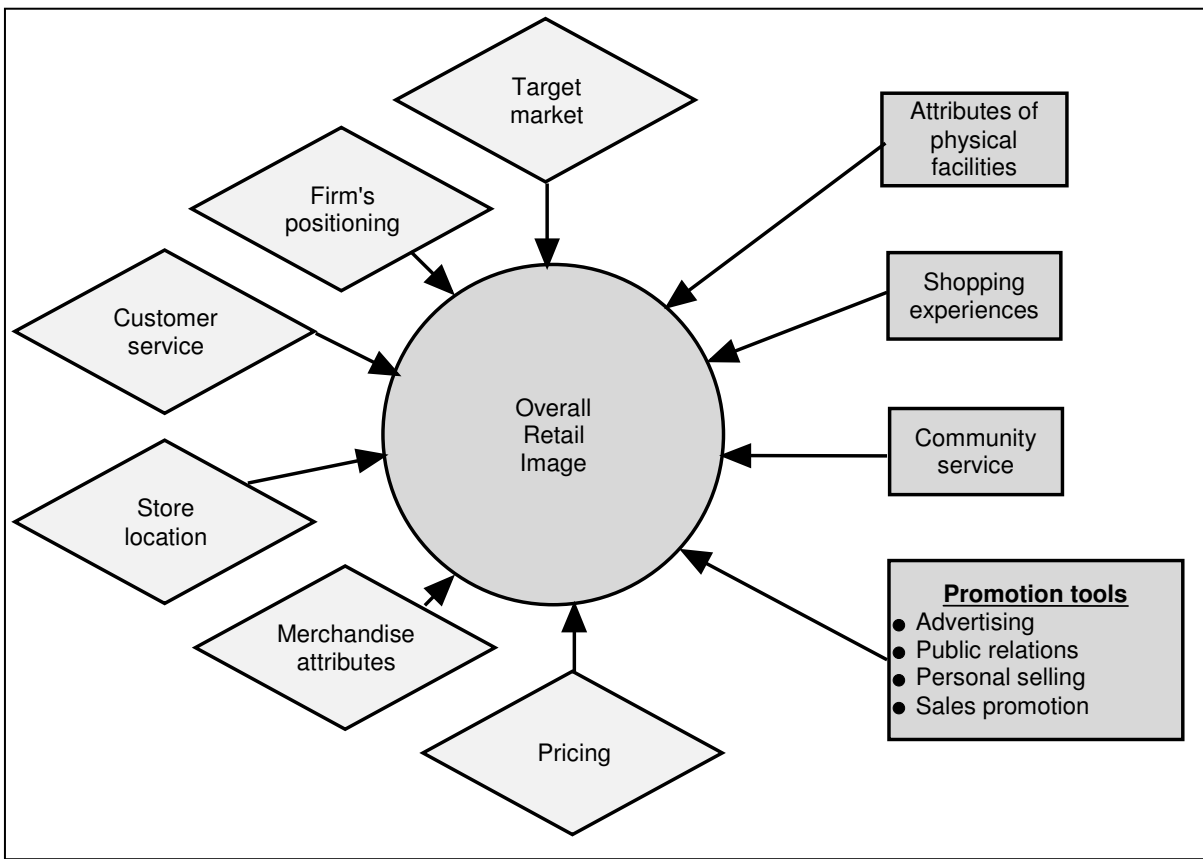 Target
market
Firm's
positioning
Customer
service
Store
location
Merchandise
attributes
Pricing
Overall
Retail
Image
Attributes of
physical
facilities
Shopping
experiences
Community
service
Promotion tools
● Advertising
● Public relations
● Personal selling
● Sales promotion